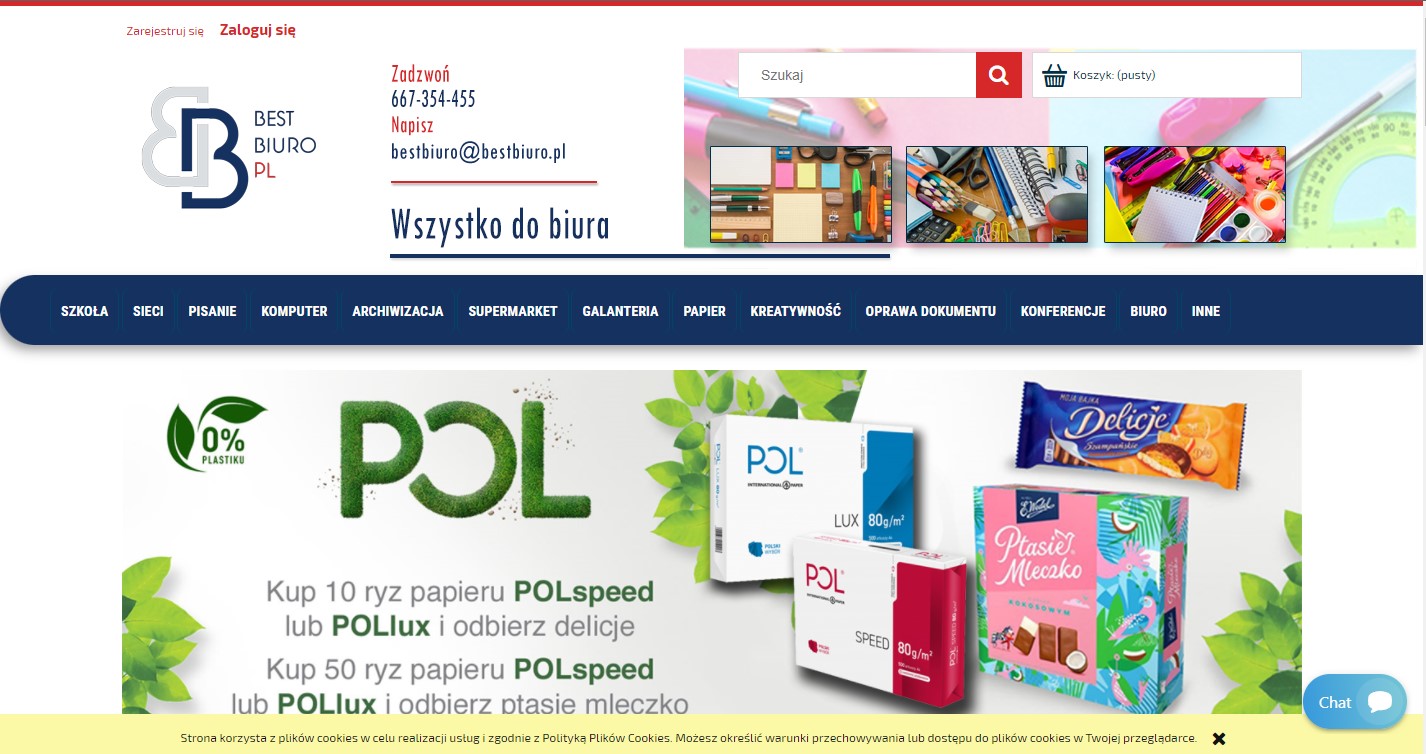 Zarejestruj się Zaloguj się
Zadzwoń
667-354-455
Napisz
bestbiuro@bestbiuro.pl
Wszystko do biura
BEST
BIURO
PL
Szukaj
Koszyk: (pusty)
SZKOŁA SIECI PISANIE KOMPUTER ARCHIWIZACJA SUPERMARKET GALANTERIA PAPIER KREATYWNOŚĆ OPRAWA DOKUMENTU KONFERENCJE BIURO INNE
0%
PLASTIKU
POL
Kup 10 ryz papieru POLspeed
lub POLlux i odbierz delicje
Kup 50 ryz papieru POLspeed
lub POLlux i odbierz ptasie mleczko
POL
INTERNATIONAL PAPER
LUX 80g/m²
POL
INTERNATIONAL PAPER
SPEED 80g/m²
MOJA BAJKA
Delicje
Szampańskie
E.Wedel
Ptasie
Mleczko
KOKOSOWYM
Chat
Strona korzysta z plików cookies w celu realizacji usług i zgodnie z Polityką Plików Cookies. Możesz określić warunki przechowywania lub dostępu do plików cookies w Twojej przeglądarce.